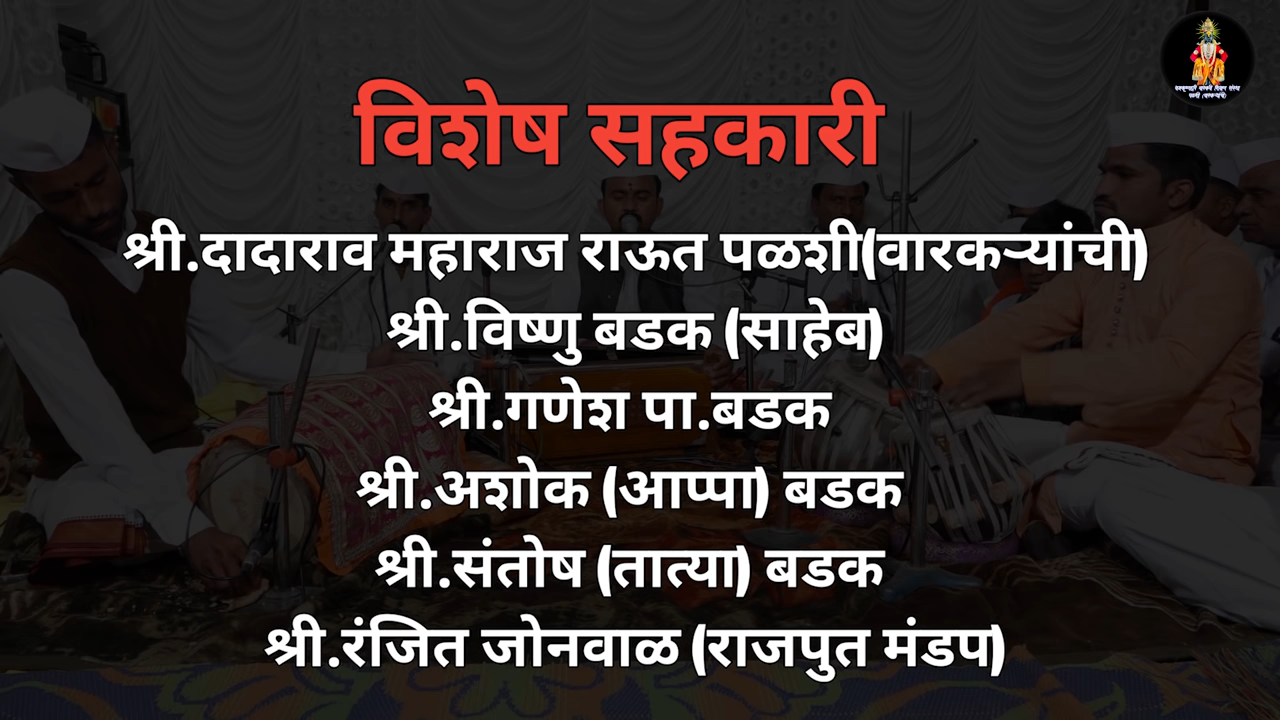 विशेष सहकारी
श्री.दादाराव महाराज राऊत पळशी(वारकऱ्यांची)
श्री.विष्णु बडक (साहेब)
श्री.गणेश पा.बडक
श्री.अशोक (आप्पा) बडक
श्री.संतोष (तात्या) बडक
श्री.रंजित जोनवाळ (राजपुत मंडप)